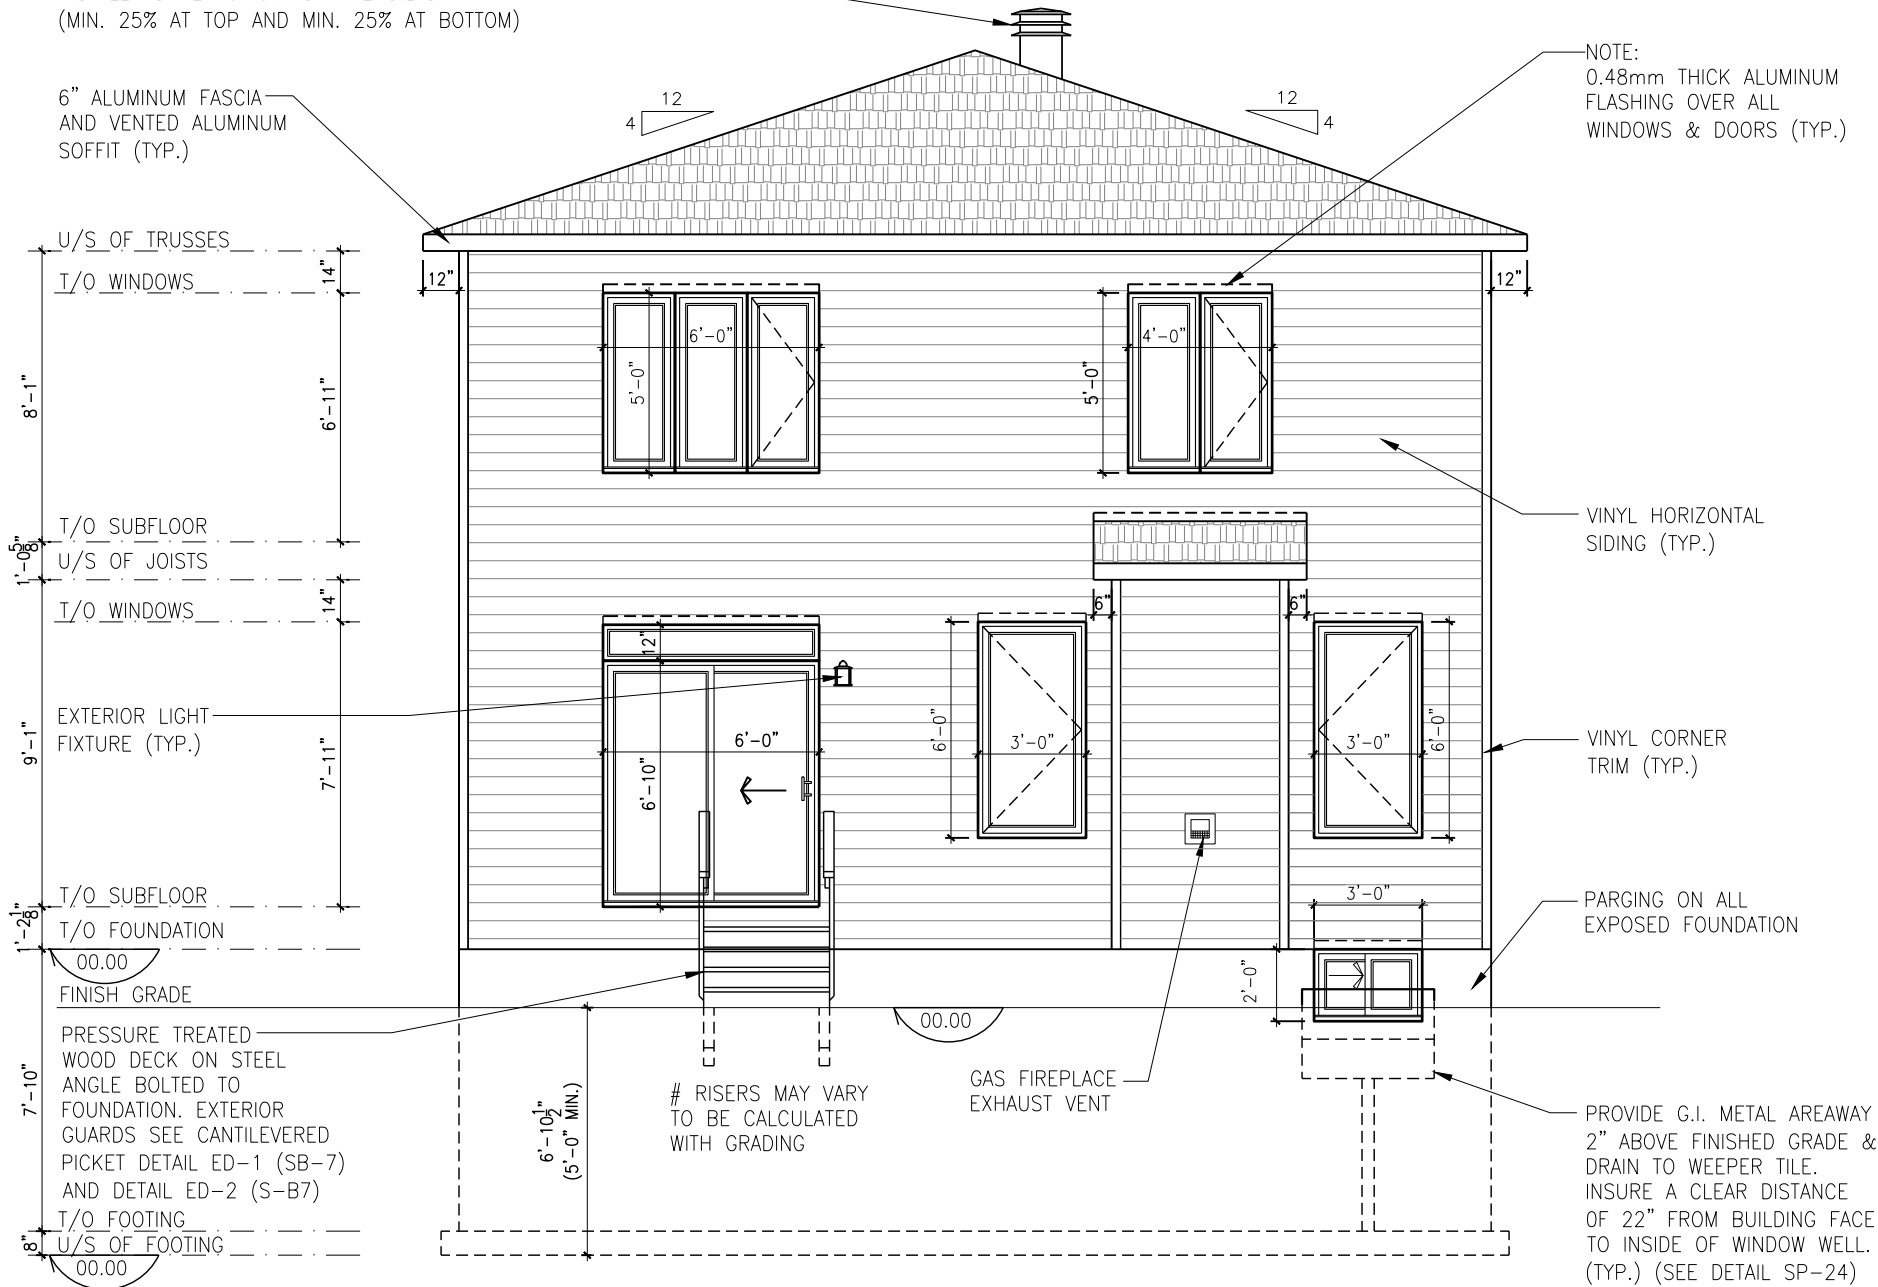 (MIN. 25% AT TOP AND MIN. 25% AT BOTTOM)
6" ALUMINUM FASCIA
AND VENTED ALUMINUM
SOFFIT (TYP.)
12
4
12
4
NOTE:
0.48mm THICK ALUMINUM
FLASHING OVER ALL
WINDOWS & DOORS (TYP.)
U/S OF TRUSSES
T/O WINDOWS
14"
12"
12"
8'-1"
6'-11"
6'-0"
5'-0"
4'-0"
5'-0"
VINYL HORIZONTAL
SIDING (TYP.)
T/O SUBFLOOR
1'-0 5/8"
U/S OF JOISTS
T/O WINDOWS
14"
6"
6"
12"
EXTERIOR LIGHT
FIXTURE (TYP.)
9'-1"
7'-11"
6'-0"
6'-10"
6'-0"
3'-0"
3'-0"
6'-0"
VINYL CORNER
TRIM (TYP.)
T/O SUBFLOOR
1'-2 1/8"
T/O FOUNDATION
00.00
3'-0"
2'-0"
PARGING ON ALL
EXPOSED FOUNDATION
FINISH GRADE
00.00
PRESSURE TREATED
WOOD DECK ON STEEL
ANGLE BOLTED TO
FOUNDATION. EXTERIOR
GUARDS SEE CANTILEVERED
PICKET DETAIL ED-1 (SB-7)
AND DETAIL ED-2 (S-B7)
7'-10"
6'-10 1/2"
(5'-0" MIN.)
# RISERS MAY VARY
TO BE CALCULATED
WITH GRADING
GAS FIREPLACE
EXHAUST VENT
PROVIDE G.I. METAL AREAWAY
2" ABOVE FINISHED GRADE &
DRAIN TO WEEPER TILE.
INSURE A CLEAR DISTANCE
OF 22" FROM BUILDING FACE
TO INSIDE OF WINDOW WELL.
(TYP.) (SEE DETAIL SP-24)
T/O FOOTING
8"
U/S OF FOOTING
00.00